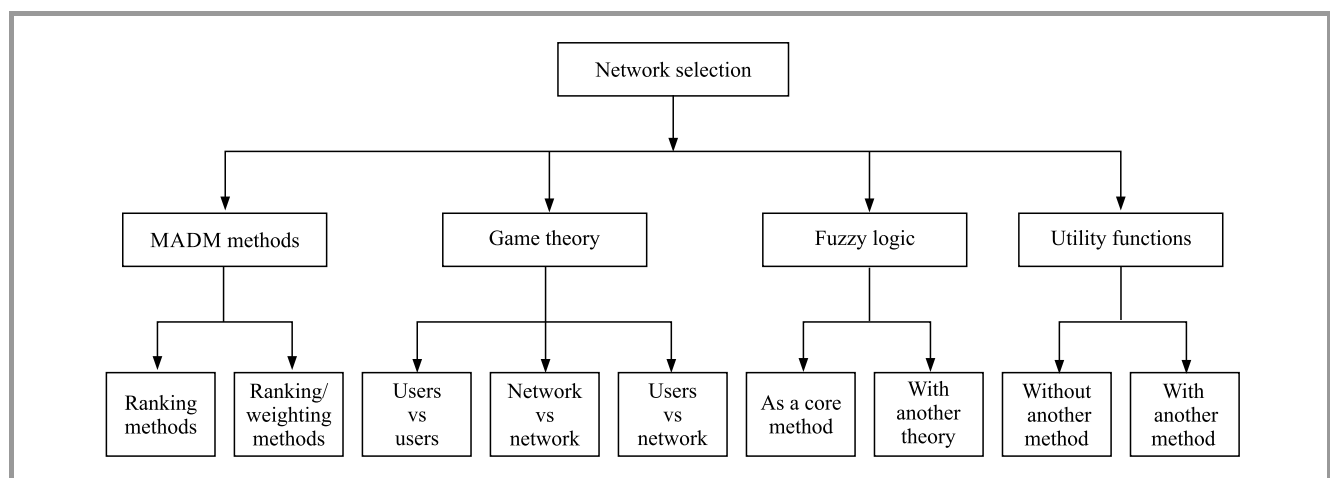 Network selection
MADM methods
Game theory
Fuzzy logic
Utility functions
Ranking
methods
Ranking/
weighting
methods
Users
vs
users
Network
vs
network
Users
vs
network
As a core
method
With
another
theory
Without
another
method
With
another
method